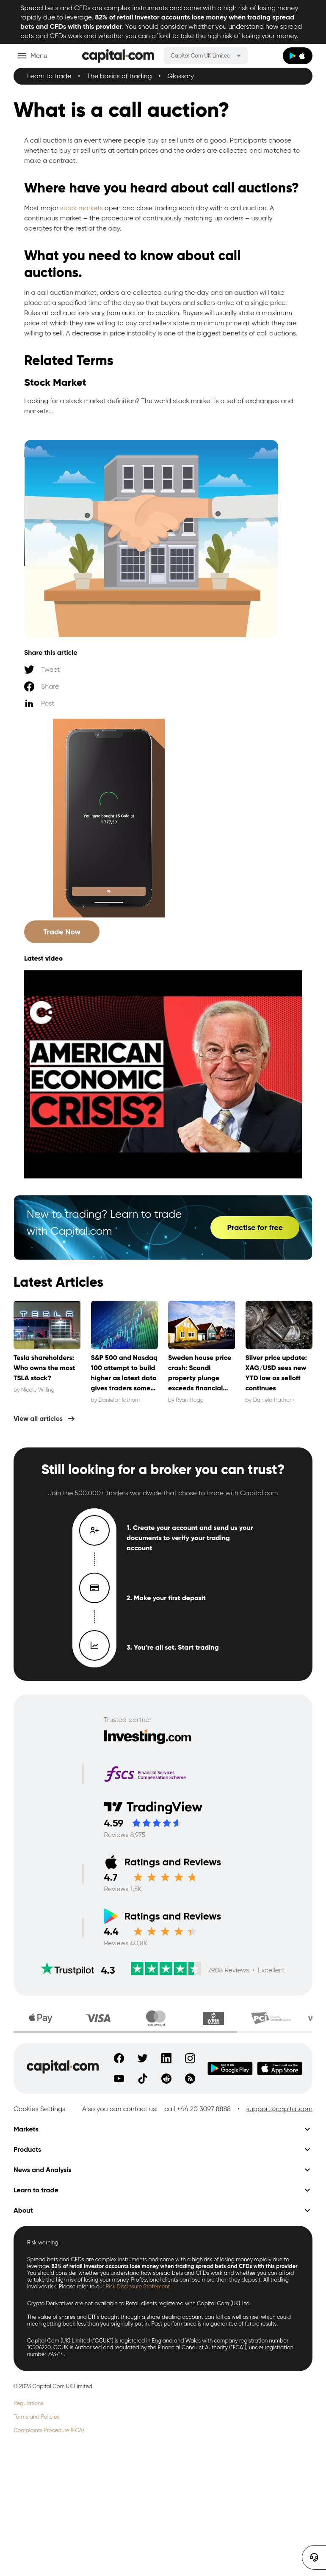 Spread bets and CFDs are complex instruments and come with a high risk of losing money
rapidly due to leverage. 82% of retail investor accounts lose money when trading spread
bets and CFDs with this provider. You should consider whether you understand how spread
bets and CFDs work and whether you can afford to take the high risk of losing your money.
Menu
capital.com
Capital Com UK Limited
Learn to trade • The basics of trading • Glossary
What is a call auction?
A call auction is an event where people buy or sell units of a good. Participants choose
whether to buy or sell units at certain prices and the orders are collected and matched to
make a contract.
Where have you heard about call auctions?
Most major stock markets open and close trading each day with a call auction. A
continuous market – the procedure of continuously matching up orders – usually
operates for the rest of the day.
What you need to know about call
auctions.
In a call auction market, orders are collected during the day and an auction will take
place at a specified time of the day so that buyers and sellers arrive at a single price.
Rules of call auctions vary from auction to auction. Buyers will usually state a maximum
price at which they are willing to buy and sellers state a minimum price at which they are
willing to sell. A decrease in price instability is one of the biggest benefits of call auctions.
Related Terms
Stock Market
Looking for a stock market definition? The world stock market is a set of exchanges and
markets...
Share this article
Tweet
Share
Post
You have bought 15 Gold at
1 777,59
Trade Now
Latest video
AMERICAN
ECONOMIC
CRISIS?
New to trading? Learn to trade
with Capital.com
Practise for free
Latest Articles
TESLA
Tesla shareholders:
Who owns the most
TSLA stock?
by Nicole Willing
S&P 500 and Nasdaq
100 attempt to build
higher as latest data
gives traders some...
by Daniela Hathorn
Sweden house price
crash: Scandi
property plunge
exceeds financial...
by Ryan Hogg
Silver price update:
XAG/USD sees new
YTD low as selloff
continues
by Daniela Hathorn
View all articles
Still looking for a broker you can trust?
Join the 500.000+ traders worldwide that chose to trade with Capital.com
1. Create your account and send us your
documents to verify your trading
account
2. Make your first deposit
3. You're all set. Start trading
Trusted partner
Investing.com
fscs Financial Services
Compensation Scheme
TradingView
4.59
Reviews 8,975
Ratings and Reviews
4.7
Reviews 1,5K
Ratings and Reviews
4.4
Reviews 40,8K
Trustpilot 4.3 7908 Reviews • Excellent
Pay VISA mastercard WISE PCI V
capital.com
GET IT ON
Google Play
Download on the
App Store
Cookies Settings Also you can contact us: call +44 20 3097 8888 • support@capital.com
Markets
Products
News and Analysis
Learn to trade
About
Risk warning
Spread bets and CFDs are complex instruments and come with a high risk of losing money rapidly due to
leverage. 82% of retail investor accounts lose money when trading spread bets and CFDs with this provider.
You should consider whether you understand how spread bets and CFDs work and whether you can afford
to take the high risk of losing your money. Professional clients can lose more than they deposit. All trading
involves risk. Please refer to our Risk Disclosure Statement
Crypto Derivatives are not available to Retail clients registered with Capital Com (UK) Ltd.
The value of shares and ETFs bought through a share dealing account can fall as well as rise, which could
mean getting back less than you originally put in. Past performance is no guarantee of future results.
Capital Com (UK) Limited ("CCUK") is registered in England and Wales with company registration number
10506220. CCUK is Authorised and regulated by the Financial Conduct Authority ("FCA"), under registration
number 793714.
© 2023 Capital Com UK Limited
Regulations
Terms and Policies
Complaints Procedure (FCA)